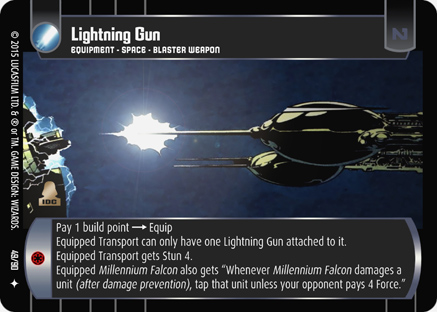 Lightning Gun
EQUIPMENT • SPACE • BLASTER WEAPON
N
© 2015 LUCASFILM LTD. & ® or TM. GAME DESIGN: WIZARDS.
48/90
IDC
Pay 1 build point → Equip
Equipped Transport can only have one Lightning Gun attached to it.
Equipped Transport gets Stun 4.
Equipped Millennium Falcon also gets “Whenever Millennium Falcon damages a
unit (after damage prevention), tap that unit unless your opponent pays 4 Force.”